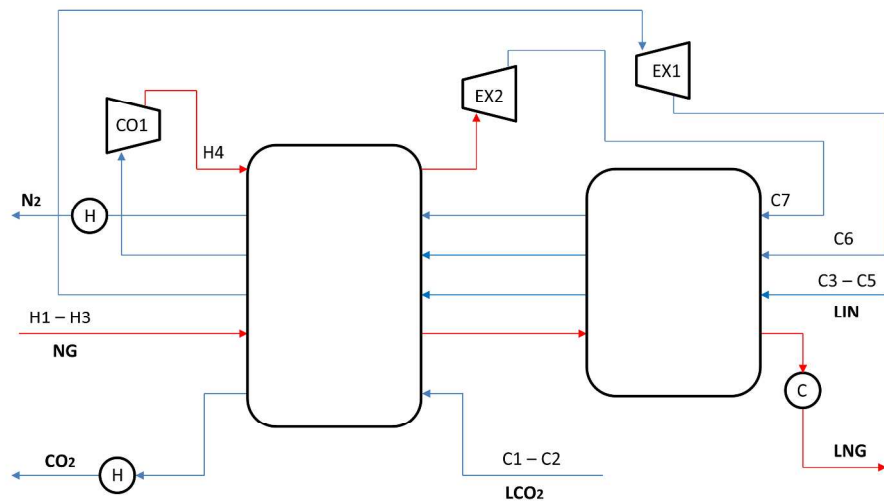 EX1
EX2
CO1
H4
N₂
H
C7
C6
C3 – C5
LIN
H1 – H3
NG
C
CO₂
H
C1 – C2
LCO₂
LNG